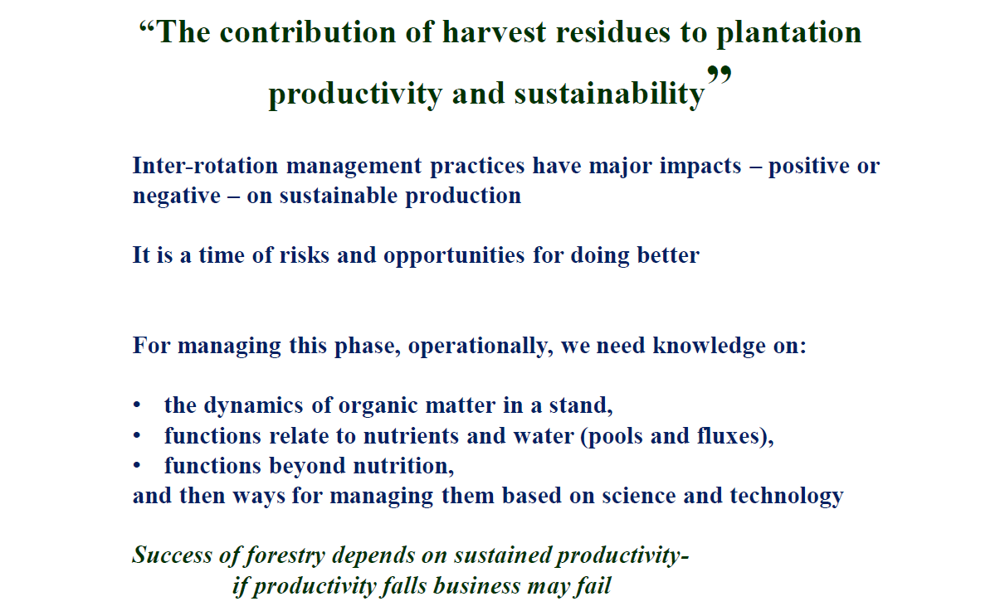 “The contribution of harvest residues to plantation
productivity and sustainability”
Inter-rotation management practices have major impacts – positive or
negative – on sustainable production
It is a time of risks and opportunities for doing better
For managing this phase, operationally, we need knowledge on:
• the dynamics of organic matter in a stand,
• functions relate to nutrients and water (pools and fluxes),
• functions beyond nutrition,
and then ways for managing them based on science and technology
Success of forestry depends on sustained productivity-
if productivity falls business may fail